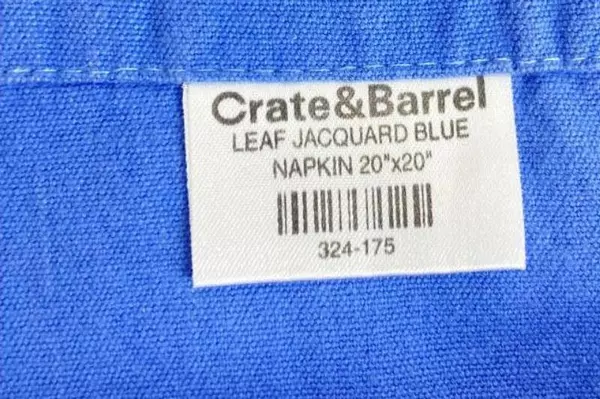 Crate&Barrel
LEAF JACQUARD BLUE
NAPKIN 20"x20"
324-175